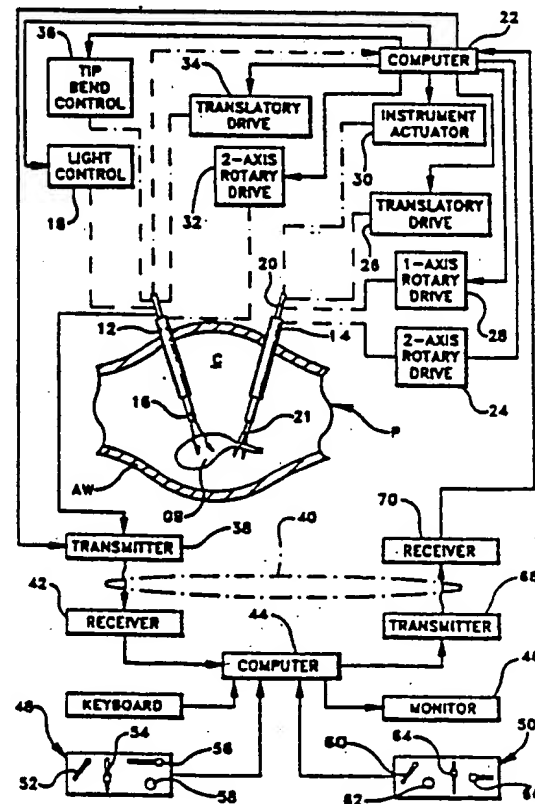 36
22
TIP
BEND
CONTROL
34
COMPUTER
TRANSLATORY
DRIVE
INSTRUMENT
ACTUATOR
LIGHT
CONTROL
2-AXIS
ROTARY
DRIVE
30
18
32
TRANSLATORY
DRIVE
26
20
1-AXIS
ROTARY
DRIVE
12
14
28
C
2-AXIS
ROTARY
DRIVE
16
21
24
P
AW
GB
70
TRANSMITTER
38
40
RECEIVER
42
44
68
RECEIVER
TRANSMITTER
COMPUTER
46
KEYBOARD
MONITOR
48
54
56
60
64
50
52
58
62